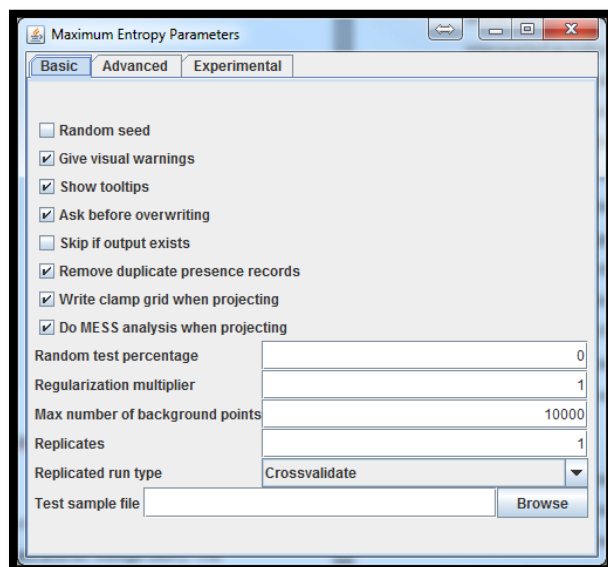 Maximum Entropy Parameters
Basic Advanced Experimental
Random seed
Give visual warnings
Show tooltips
Ask before overwriting
Skip if output exists
Remove duplicate presence records
Write clamp grid when projecting
Do MESS analysis when projecting
Random test percentage 0
Regularization multiplier 1
Max number of background points 10000
Replicates 1
Replicated run type Crossvalidate
Test sample file Browse